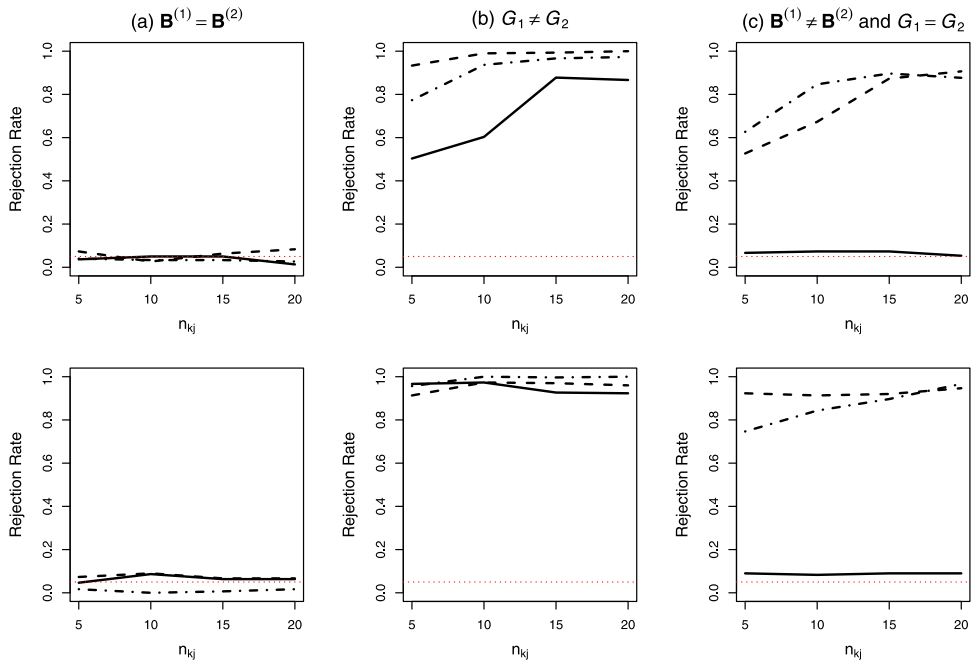 (a) B⁽¹⁾ = B⁽²⁾
(b) G₁ ≠ G₂
(c) B⁽¹⁾ ≠ B⁽²⁾ and G₁ = G₂
Rejection Rate
0.0 0.2 0.4 0.6 0.8 1.0
5 10 15 20
n_kj
Rejection Rate
0.0 0.2 0.4 0.6 0.8 1.0
5 10 15 20
n_kj
Rejection Rate
0.0 0.2 0.4 0.6 0.8 1.0
5 10 15 20
n_kj
Rejection Rate
0.0 0.2 0.4 0.6 0.8 1.0
5 10 15 20
n_kj
Rejection Rate
0.0 0.2 0.4 0.6 0.8 1.0
5 10 15 20
n_kj
Rejection Rate
0.0 0.2 0.4 0.6 0.8 1.0
5 10 15 20
n_kj